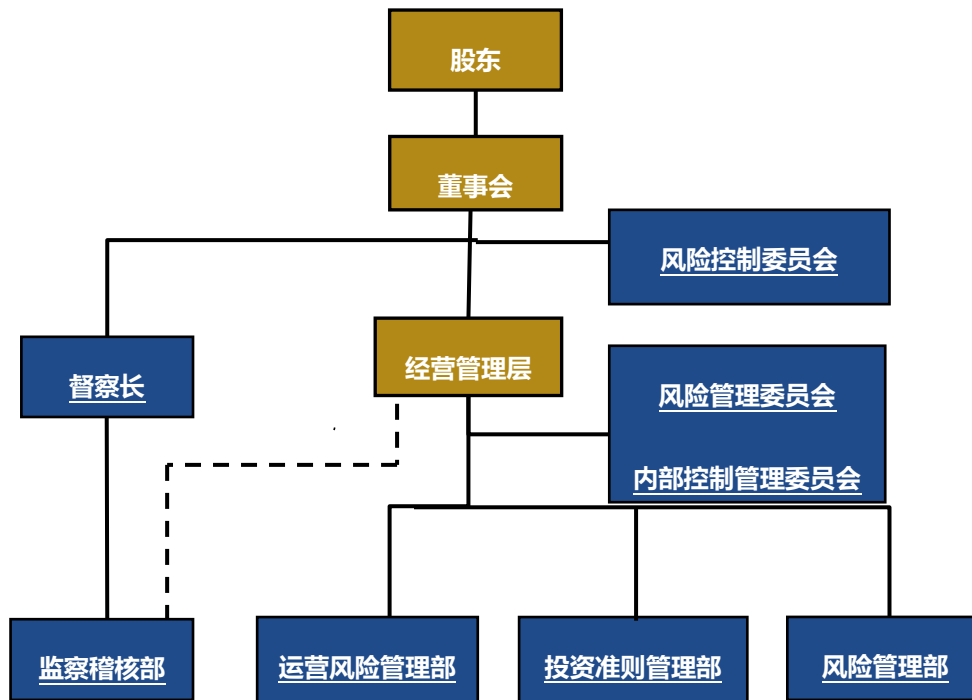 股东
董事会
风险控制委员会
经营管理层
督察长
风险管理委员会
内部控制管理委员会
监察稽核部
运营风险管理部
投资准则管理部
风险管理部